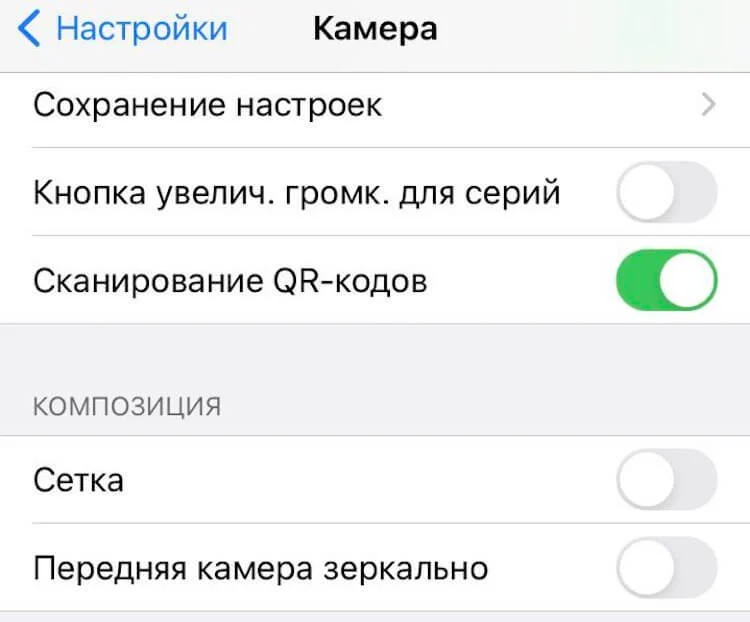 Настройки Камера
Сохранение настроек
Кнопка увелич. громк. для серий
Сканирование QR-кодов
КОМПОЗИЦИЯ
Сетка
Передняя камера зеркально